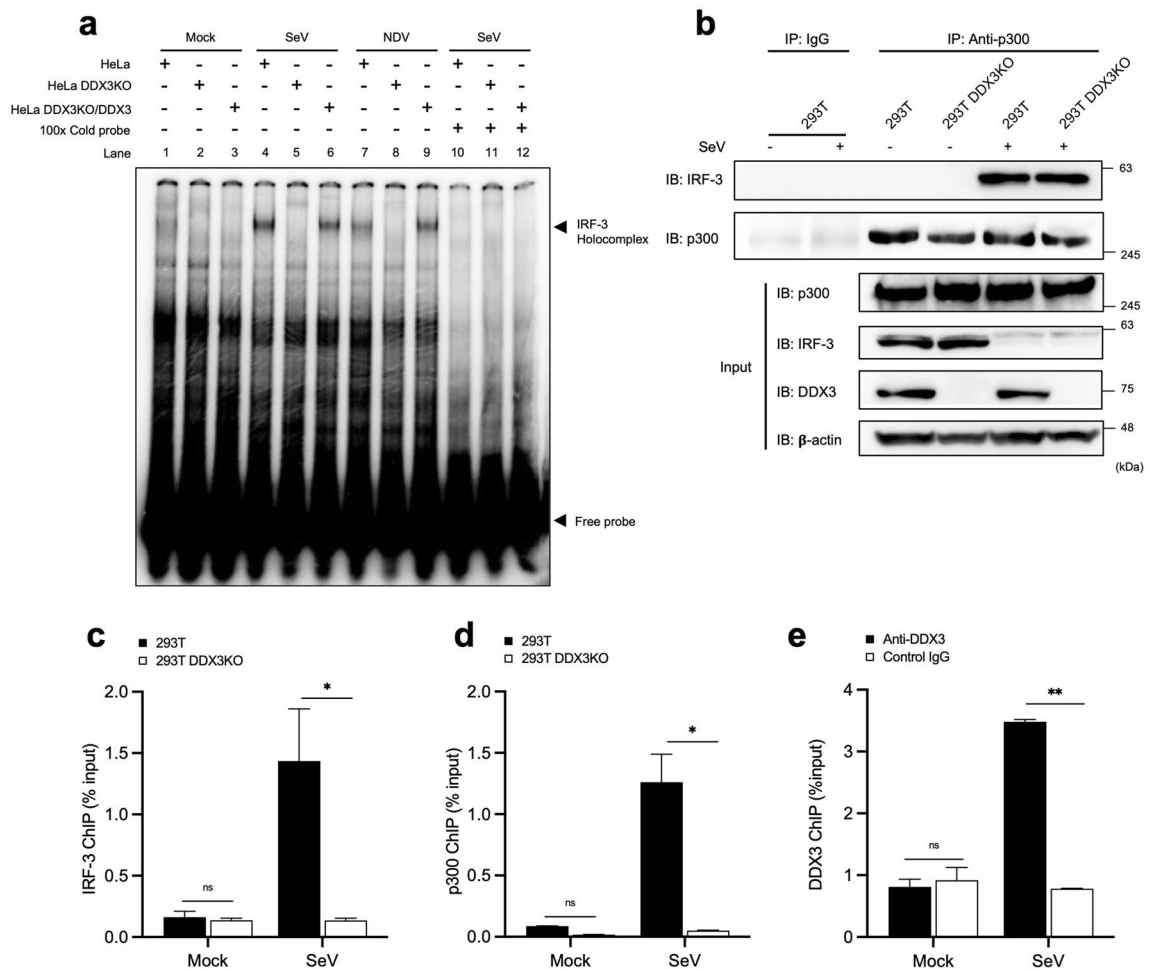 a
Mock SeV NDV SeV
HeLa + - - + - - + - - + - -
HeLa DDX3KO - + - - + - - + - - + -
HeLa DDX3KO/DDX3 - - + - - + - - + - - +
100x Cold probe - - - - - - - - - + + +
Lane 1 2 3 4 5 6 7 8 9 10 11 12
IRF-3
Holocomplex
Free probe
b
IP: IgG IP: Anti-p300
293T 293T 293T DDX3KO 293T 293T DDX3KO
SeV - + - - + +
IB: IRF-3 63
IB: p300 245
Input
IB: p300 245
IB: IRF-3 63
IB: DDX3 75
IB: β-actin 48
(kDa)
c
293T
293T DDX3KO
IRF-3 ChIP (% input)
2.0
1.5
1.0
0.5
0.0
ns
*
Mock SeV
d
293T
293T DDX3KO
p300 ChIP (% input)
2.0
1.5
1.0
0.5
0.0
ns
*
Mock SeV
e
Anti-DDX3
Control IgG
DDX3 ChIP (%input)
4
3
2
1
0
ns
**
Mock SeV